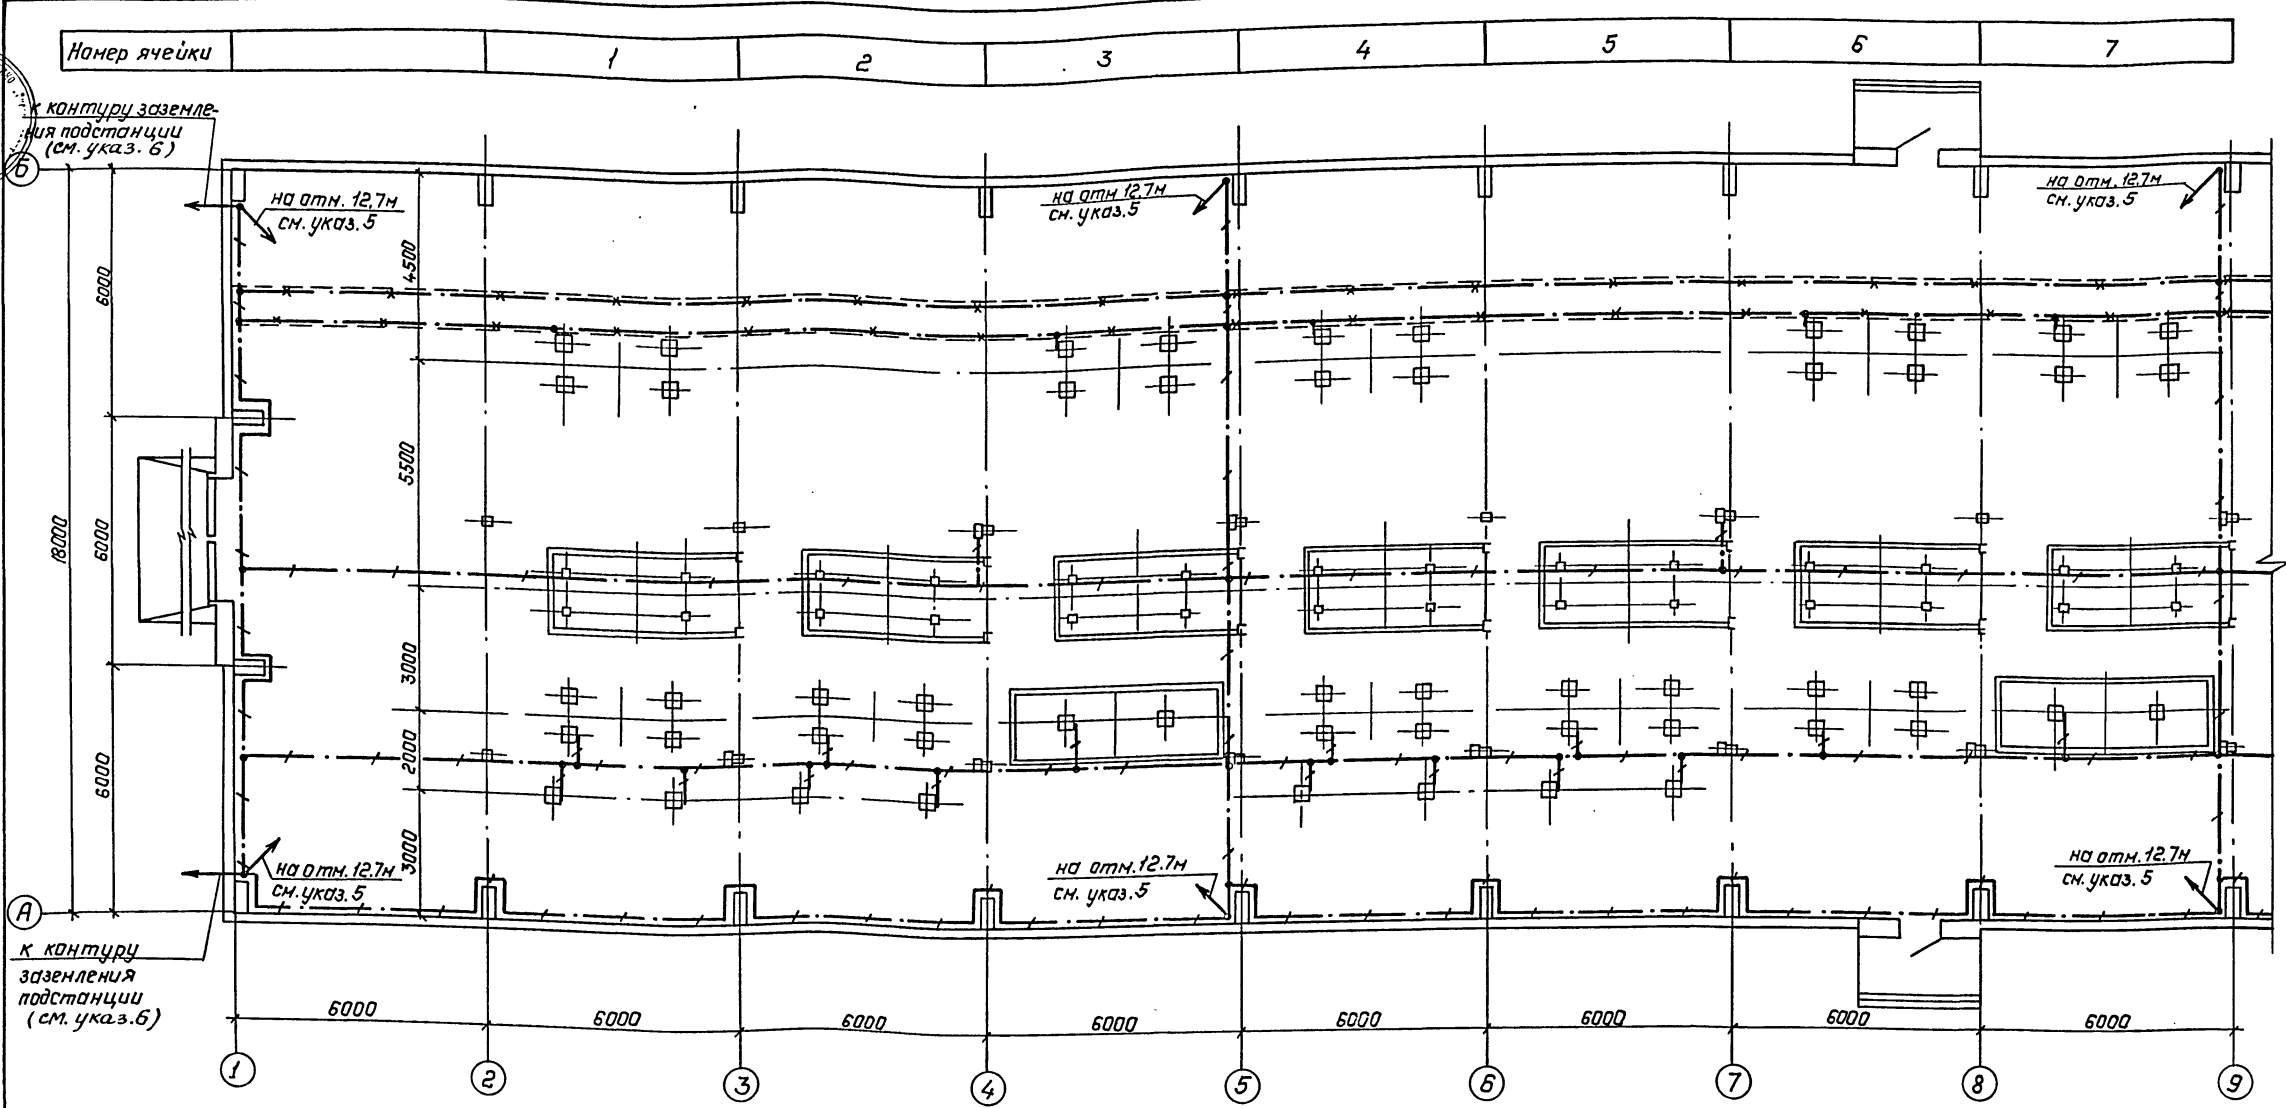 Номер ячейки 1 2 3 4 5 6 7
к контуру заземле-
ния подстанции
(см. указ. 6)
Б
на отм. 12,7м
см. указ. 5
на отм. 12,7м
см. указ. 5
на отм. 12,7м
см. указ. 5
4500
6000
5500
18000
6000
3000
2000
6000
3000
на отм. 12.7м
см. указ. 5
на отм. 12.7м
см. указ. 5
на отм. 12.7м
см. указ. 5
А
к контуру
заземления
подстанции
(см. указ. 6)
6000 6000 6000 6000 6000 6000 6000 6000
1 2 3 4 5 6 7 8 9